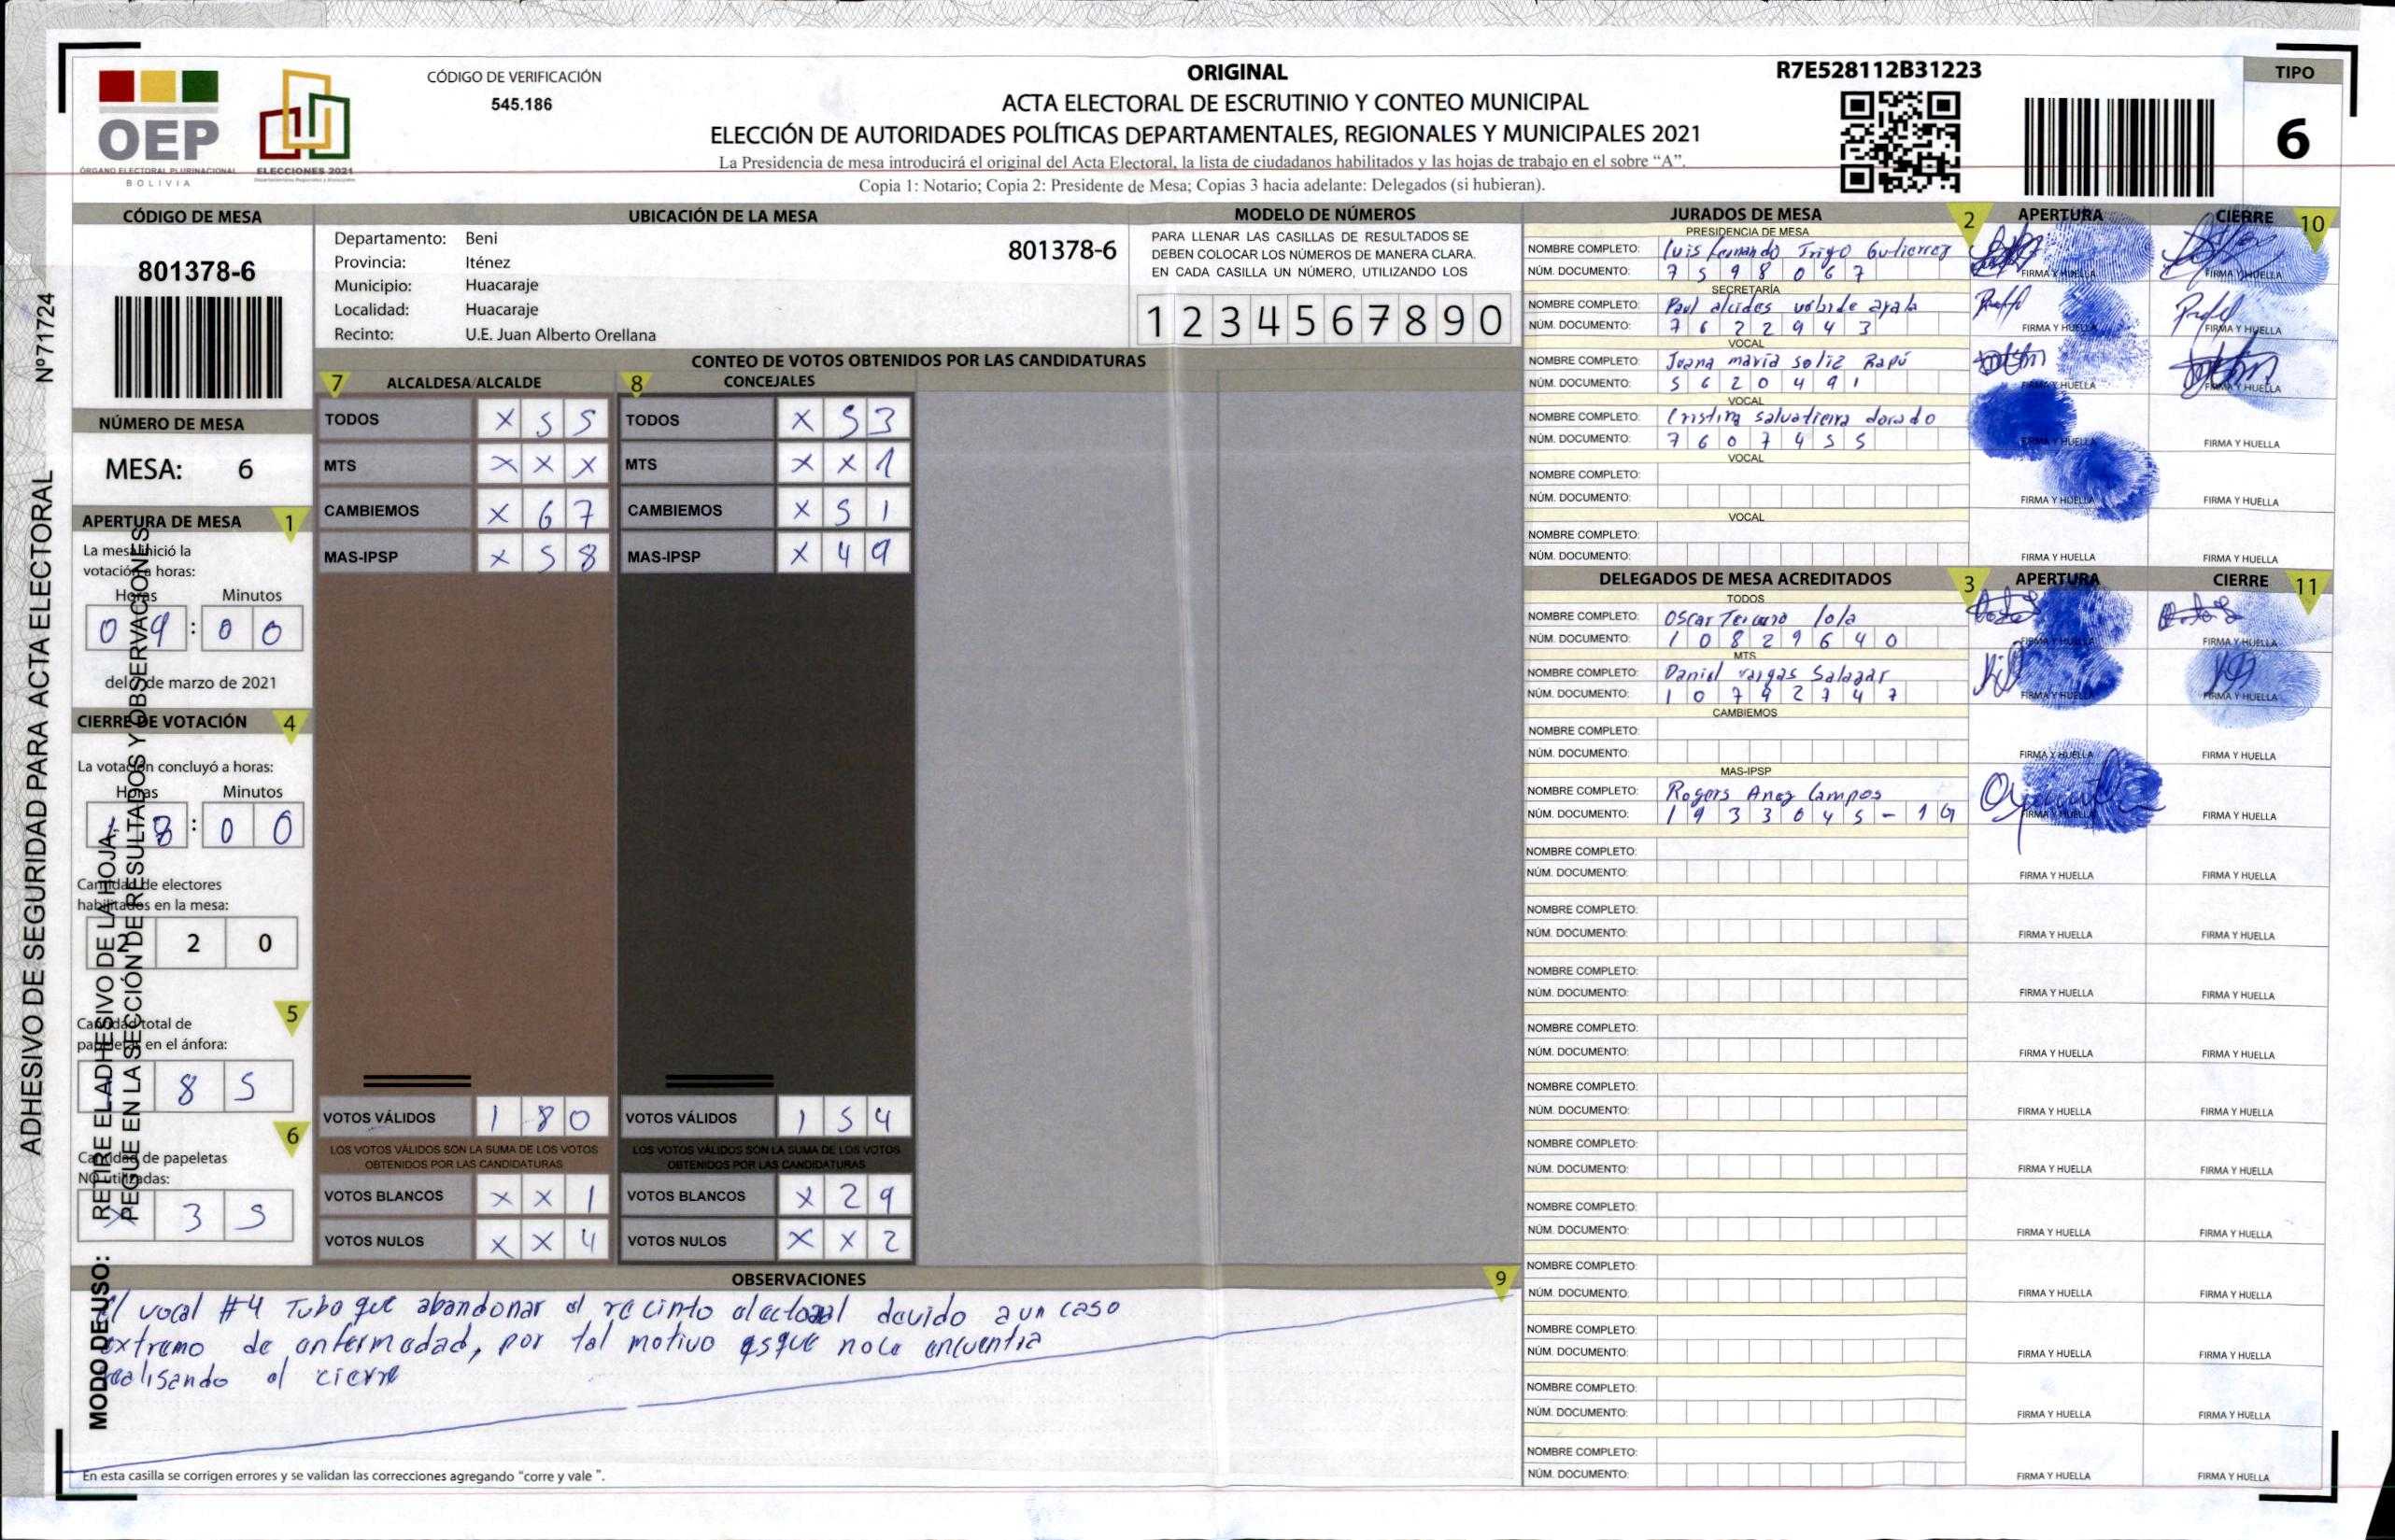 ORIGINAL
ACTA ELECTORAL DE ESCRUTINIO Y CONTEO MUNICIPAL
ELECCIÓN DE AUTORIDADES POLÍTICAS DEPARTAMENTALES, REGIONALES Y MUNICIPALES 2021
La Presidencia de mesa introducirá el original del Acta Electoral, la lista de ciudadanos habilitados y las hojas de trabajo en el sobre “A”.
Copia 1: Notario; Copia 2: Presidente de Mesa; Copias 3 hacia adelante: Delegados (si hubieran).
OEP
ÓRGANO ELECTORAL PLURINACIONAL
BOLIVIA
ELECCIONES 2021
CÓDIGO DE VERIFICACIÓN
545.186
R7E528112B31223
TIPO
6
ADHESIVO DE SEGURIDAD PARA ACTA ELECTORAL Nº71724
MODO DE USO: RETIRE EL ADHESIVO DE LA HOJA.
PEGUE EN LA SECCIÓN DE RESULTADOS Y OBSERVACIONES
CÓDIGO DE MESA
801378-6
NÚMERO DE MESA
MESA: 6
APERTURA DE MESA 1
La mesa inició la
votación a horas:
Horas Minutos
0 9 : 0 0
de marzo de 2021
CIERRE DE VOTACIÓN 4
La votación concluyó a horas:
Horas Minutos
1 8 : 0 0
Cantidad de electores
habilitados en la mesa:
2 2 0
5
Cantidad total de
papeletas en el ánfora:
8 5
6
Cantidad de papeletas
NO utilizadas:
X 3 5
UBICACIÓN DE LA MESA
Departamento: Beni
Provincia: Iténez
Municipio: Huacaraje
Localidad: Huacaraje
Recinto: U.E. Juan Alberto Orellana
801378-6
MODELO DE NÚMEROS
PARA LLENAR LAS CASILLAS DE RESULTADOS SE
DEBEN COLOCAR LOS NÚMEROS DE MANERA CLARA.
EN CADA CASILLA UN NÚMERO, UTILIZANDO LOS
1 2 3 4 5 6 7 8 9 0
CONTEO DE VOTOS OBTENIDOS POR LAS CANDIDATURAS
7 ALCALDESA/ALCALDE
TODOS X 5 5
MTS X X X
CAMBIEMOS X 6 7
MAS-IPSP X 5 8
VOTOS VÁLIDOS 1 8 0
LOS VOTOS VÁLIDOS SON LA SUMA DE LOS VOTOS
OBTENIDOS POR LAS CANDIDATURAS
VOTOS BLANCOS X X 1
VOTOS NULOS X X 4
8 CONCEJALES
TODOS X 5 3
MTS X X 1
CAMBIEMOS X 5 1
MAS-IPSP X 4 9
VOTOS VÁLIDOS 1 5 4
LOS VOTOS VÁLIDOS SON LA SUMA DE LOS VOTOS
OBTENIDOS POR LAS CANDIDATURAS
VOTOS BLANCOS X 2 9
VOTOS NULOS X X 2
OBSERVACIONES 9
El vocal #4 Tubo que abandonar el recinto electoral devido a un caso
extremo de enfermedad, por tal motivo es que no se encuentra
realisando el cierre
En esta casilla se corrigen errores y se validan las correcciones agregando "corre y vale ".
JURADOS DE MESA 2 APERTURA CIERRE 10
PRESIDENCIA DE MESA
NOMBRE COMPLETO: Luis Fernando Trigo Gutierrez
NÚM. DOCUMENTO: 7 5 9 8 0 6 7
FIRMA Y HUELLA FIRMA Y HUELLA
SECRETARÍA
NOMBRE COMPLETO: Paul alcides velarde ayala
NÚM. DOCUMENTO: 7 6 2 2 9 4 3
FIRMA Y HUELLA FIRMA Y HUELLA
VOCAL
NOMBRE COMPLETO: Juana maria soliz Rapú
NÚM. DOCUMENTO: 5 6 2 0 4 9 1
FIRMA Y HUELLA FIRMA Y HUELLA
VOCAL
NOMBRE COMPLETO: Cristina salvatierra dorado
NÚM. DOCUMENTO: 7 6 0 7 4 5 5
FIRMA Y HUELLA FIRMA Y HUELLA
VOCAL
NOMBRE COMPLETO:
NÚM. DOCUMENTO:
FIRMA Y HUELLA FIRMA Y HUELLA
VOCAL
NOMBRE COMPLETO:
NÚM. DOCUMENTO:
FIRMA Y HUELLA FIRMA Y HUELLA
DELEGADOS DE MESA ACREDITADOS 3 APERTURA CIERRE 11
TODOS
NOMBRE COMPLETO: Oscar Terceros lola
NÚM. DOCUMENTO: 1 0 8 2 9 6 4 0
FIRMA Y HUELLA FIRMA Y HUELLA
MTS
NOMBRE COMPLETO: Daniel vargas Salazar
NÚM. DOCUMENTO: 1 0 7 9 2 7 4 7
FIRMA Y HUELLA FIRMA Y HUELLA
CAMBIEMOS
NOMBRE COMPLETO:
NÚM. DOCUMENTO:
FIRMA Y HUELLA FIRMA Y HUELLA
MAS-IPSP
NOMBRE COMPLETO: Rogers Anez Campos
NÚM. DOCUMENTO: 1 9 3 3 0 4 5 - 1 G
FIRMA Y HUELLA FIRMA Y HUELLA
NOMBRE COMPLETO:
NÚM. DOCUMENTO:
FIRMA Y HUELLA FIRMA Y HUELLA
NOMBRE COMPLETO:
NÚM. DOCUMENTO:
FIRMA Y HUELLA FIRMA Y HUELLA
NOMBRE COMPLETO:
NÚM. DOCUMENTO:
FIRMA Y HUELLA FIRMA Y HUELLA
NOMBRE COMPLETO:
NÚM. DOCUMENTO:
FIRMA Y HUELLA FIRMA Y HUELLA
NOMBRE COMPLETO:
NÚM. DOCUMENTO:
FIRMA Y HUELLA FIRMA Y HUELLA
NOMBRE COMPLETO:
NÚM. DOCUMENTO:
FIRMA Y HUELLA FIRMA Y HUELLA
NOMBRE COMPLETO:
NÚM. DOCUMENTO:
FIRMA Y HUELLA FIRMA Y HUELLA
NOMBRE COMPLETO:
NÚM. DOCUMENTO:
FIRMA Y HUELLA FIRMA Y HUELLA
NOMBRE COMPLETO:
NÚM. DOCUMENTO:
FIRMA Y HUELLA FIRMA Y HUELLA
NOMBRE COMPLETO:
NÚM. DOCUMENTO:
FIRMA Y HUELLA FIRMA Y HUELLA
NOMBRE COMPLETO:
NÚM. DOCUMENTO:
FIRMA Y HUELLA FIRMA Y HUELLA